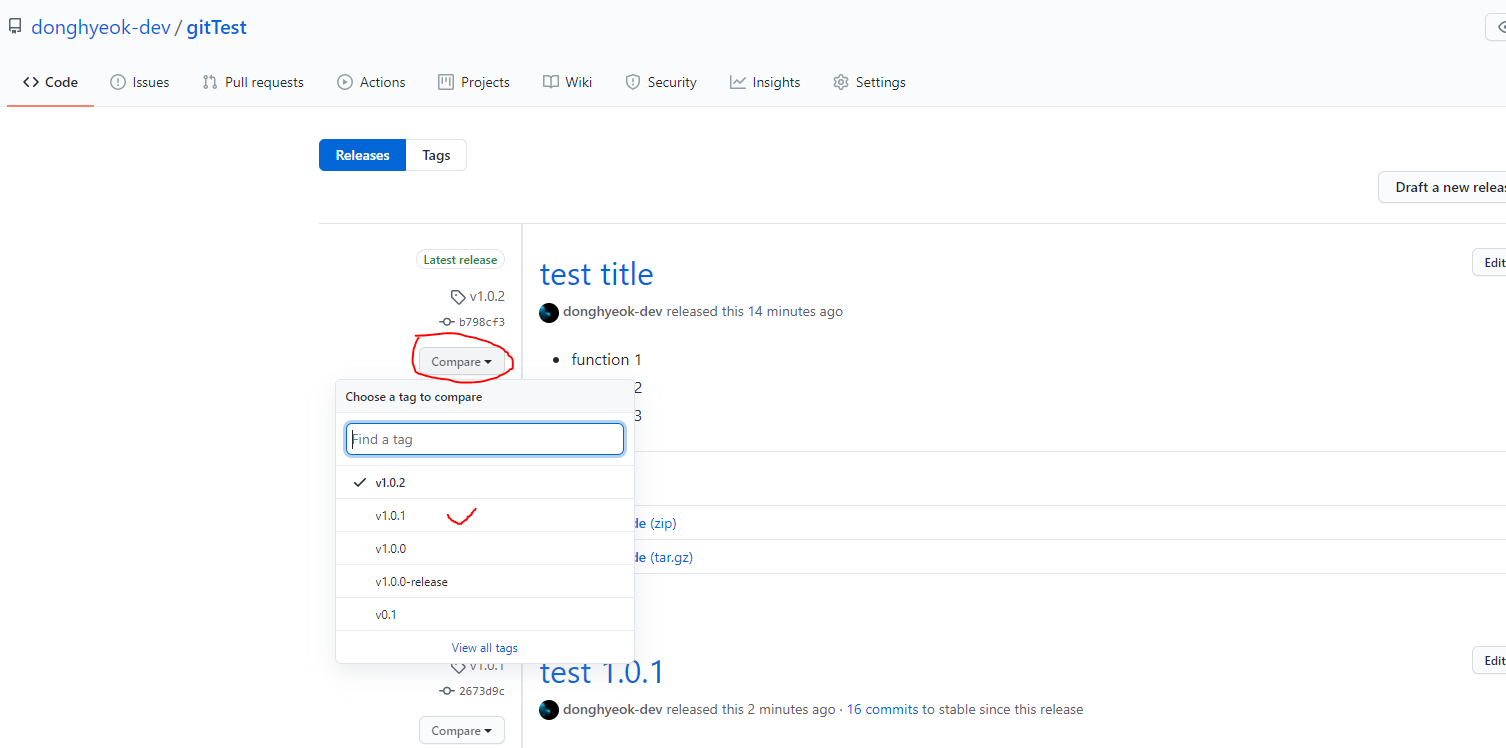 donghyeok-dev / gitTest
Code Issues Pull requests Actions Projects Wiki Security Insights Settings
Releases Tags
Draft a new
Latest release
test title
Edit
v1.0.2
donghyeok-dev released this 14 minutes ago
b798cf3
Compare
function 1
2
3
Choose a tag to compare
Find a tag
v1.0.2
v1.0.1
(zip)
v1.0.0
(tar.gz)
v1.0.0-release
v0.1
View all tags
v1.0.1
test 1.0.1
Edit
2673d9c
donghyeok-dev released this 2 minutes ago · 16 commits to stable since this release
Compare